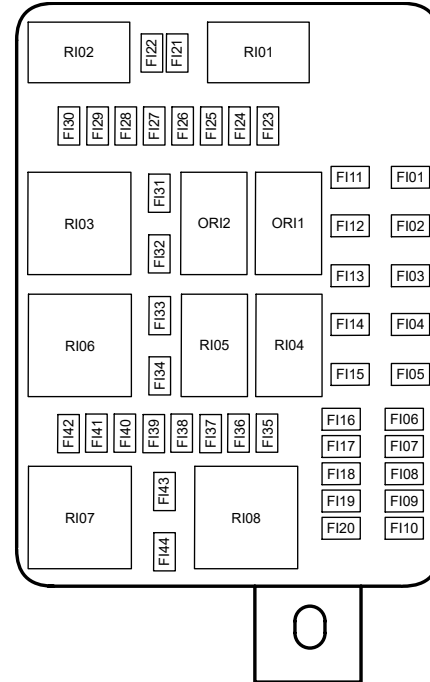 RI02 FI22 FI21 RI01
FI30 FI29 FI28 FI27 FI26 FI25 FI24 FI23
RI03 FI31 FI32 ORI2 ORI1
FI11 FI01
FI12 FI02
FI13 FI03
RI06 FI33 FI34 RI05 RI04
FI14 FI04
FI15 FI05
FI42 FI41 FI40 FI39 FI38 FI37 FI36 FI35
FI16 FI06
FI17 FI07
FI18 FI08
FI19 FI09
FI20 FI10
RI07 FI43 FI44 RI08